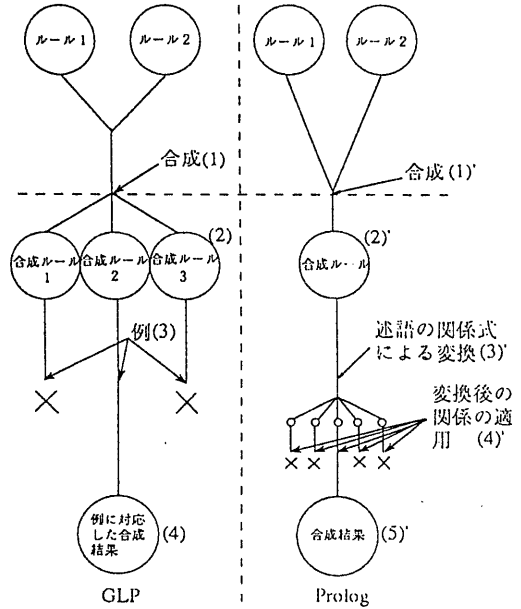 ルール1
ルール2
ルール1
ルール2
合成(1)
合成(1)'
合成ルール
1
合成ルール
2
合成ルール
3
(2)
合成ルール
(2)'
例(3)
述語の関係式
による変換(3)'
変換後の
関係の適
用 (4)'
例に対応
した合成
結果
(4)
合成結果
(5)'
GLP
Prolog